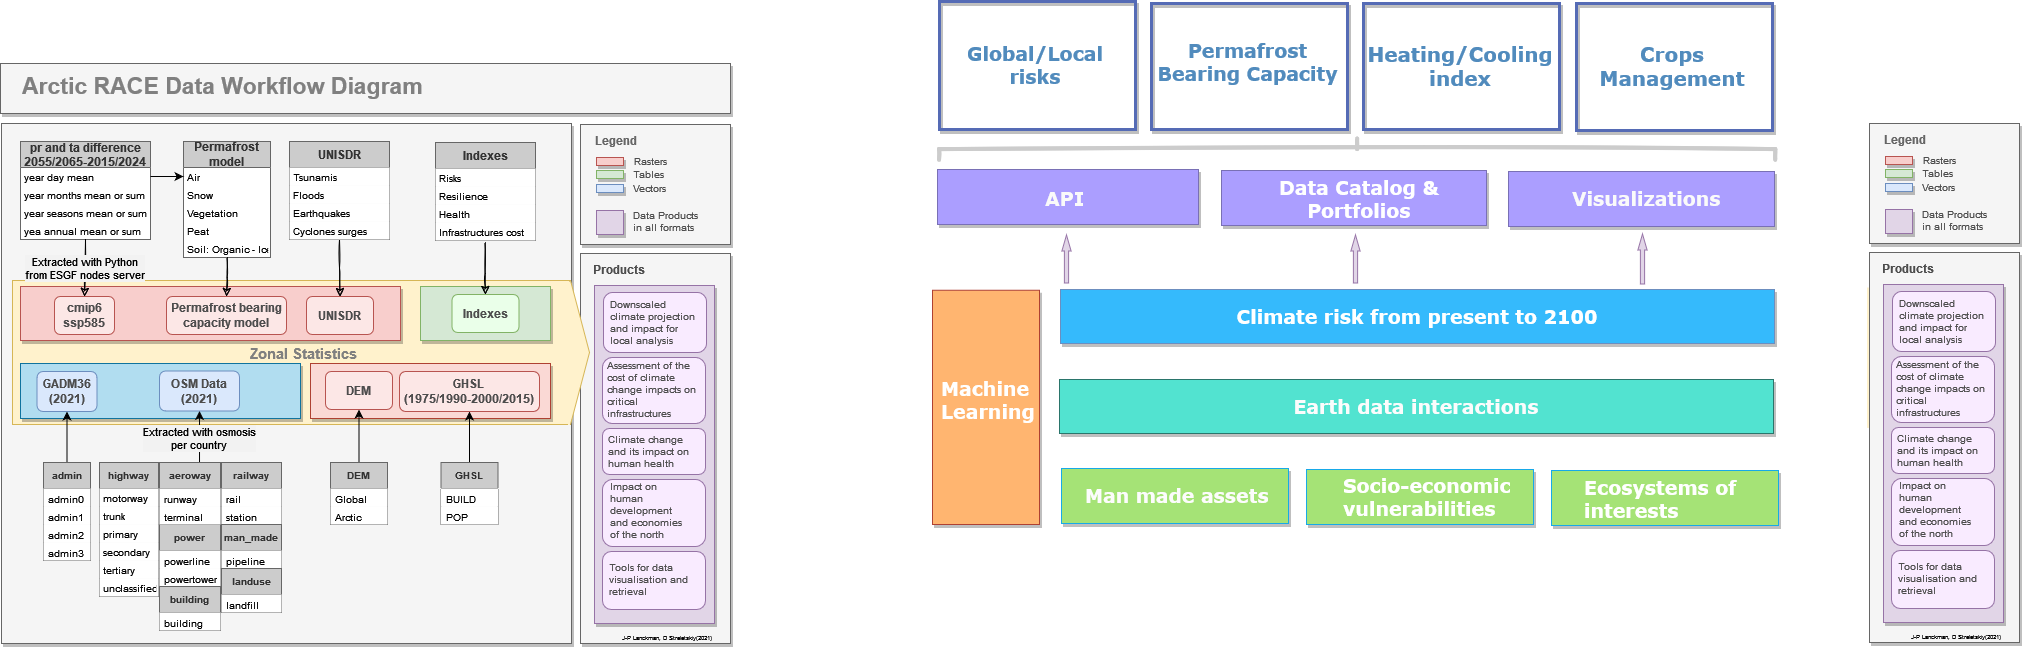 Arctic RACE Data Workflow Diagram
pr and ta difference
2055/2065-2015/2024
year day mean
year months mean or sum
year seasons mean or sum
yea annual mean or sum
Permafrost
model
Air
Snow
Vegetation
Peat
Soil: Organic - lo
UNISDR
Tsunamis
Floods
Earthquakes
Cyclones surges
Indexes
Risks
Resilience
Health
Infrastructures cost
Extracted with Python
from ESGF nodes server
cmip6
ssp585
Permafrost bearing
capacity model
UNISDR
Indexes
Zonal Statistics
GADM36
(2021)
OSM Data
(2021)
DEM
GHSL
(1975/1990-2000/2015)
Extracted with osmosis
per country
admin
admin0
admin1
admin2
admin3
highway
motorway
trunk
primary
secondary
tertiary
unclassified
aeroway
runway
terminal
power
powerline
powertower
building
building
railway
rail
station
man_made
pipeline
landuse
landfill
DEM
Global
Arctic
GHSL
BUILD
POP
Legend
Rasters
Tables
Vectors
Data Products
in all formats
Products
Downscaled
climate projection
and impact for
local analysis
Assessment of the
cost of climate
change impacts on
critical
infrastructures
Climate change
and its impact on
human health
Impact on
human
development
and economies
of the north
Tools for data
visualisation and
retrieval
J-P Lanckman, D Streletskiy(2021)
Global/Local
risks
Permafrost
Bearing Capacity
Heating/Cooling
index
Crops
Management
API
Data Catalog &
Portfolios
Visualizations
Machine
Learning
Climate risk from present to 2100
Earth data interactions
Man made assets
Socio-economic
vulnerabilities
Ecosystems of
interests
Legend
Rasters
Tables
Vectors
Data Products
in all formats
Products
Downscaled
climate projection
and impact for
local analysis
Assessment of the
cost of climate
change impacts on
critical
infrastructures
Climate change
and its impact on
human health
Impact on
human
development
and economies
of the north
Tools for data
visualisation and
retrieval
J-P Lanckman, D Streletskiy(2021)